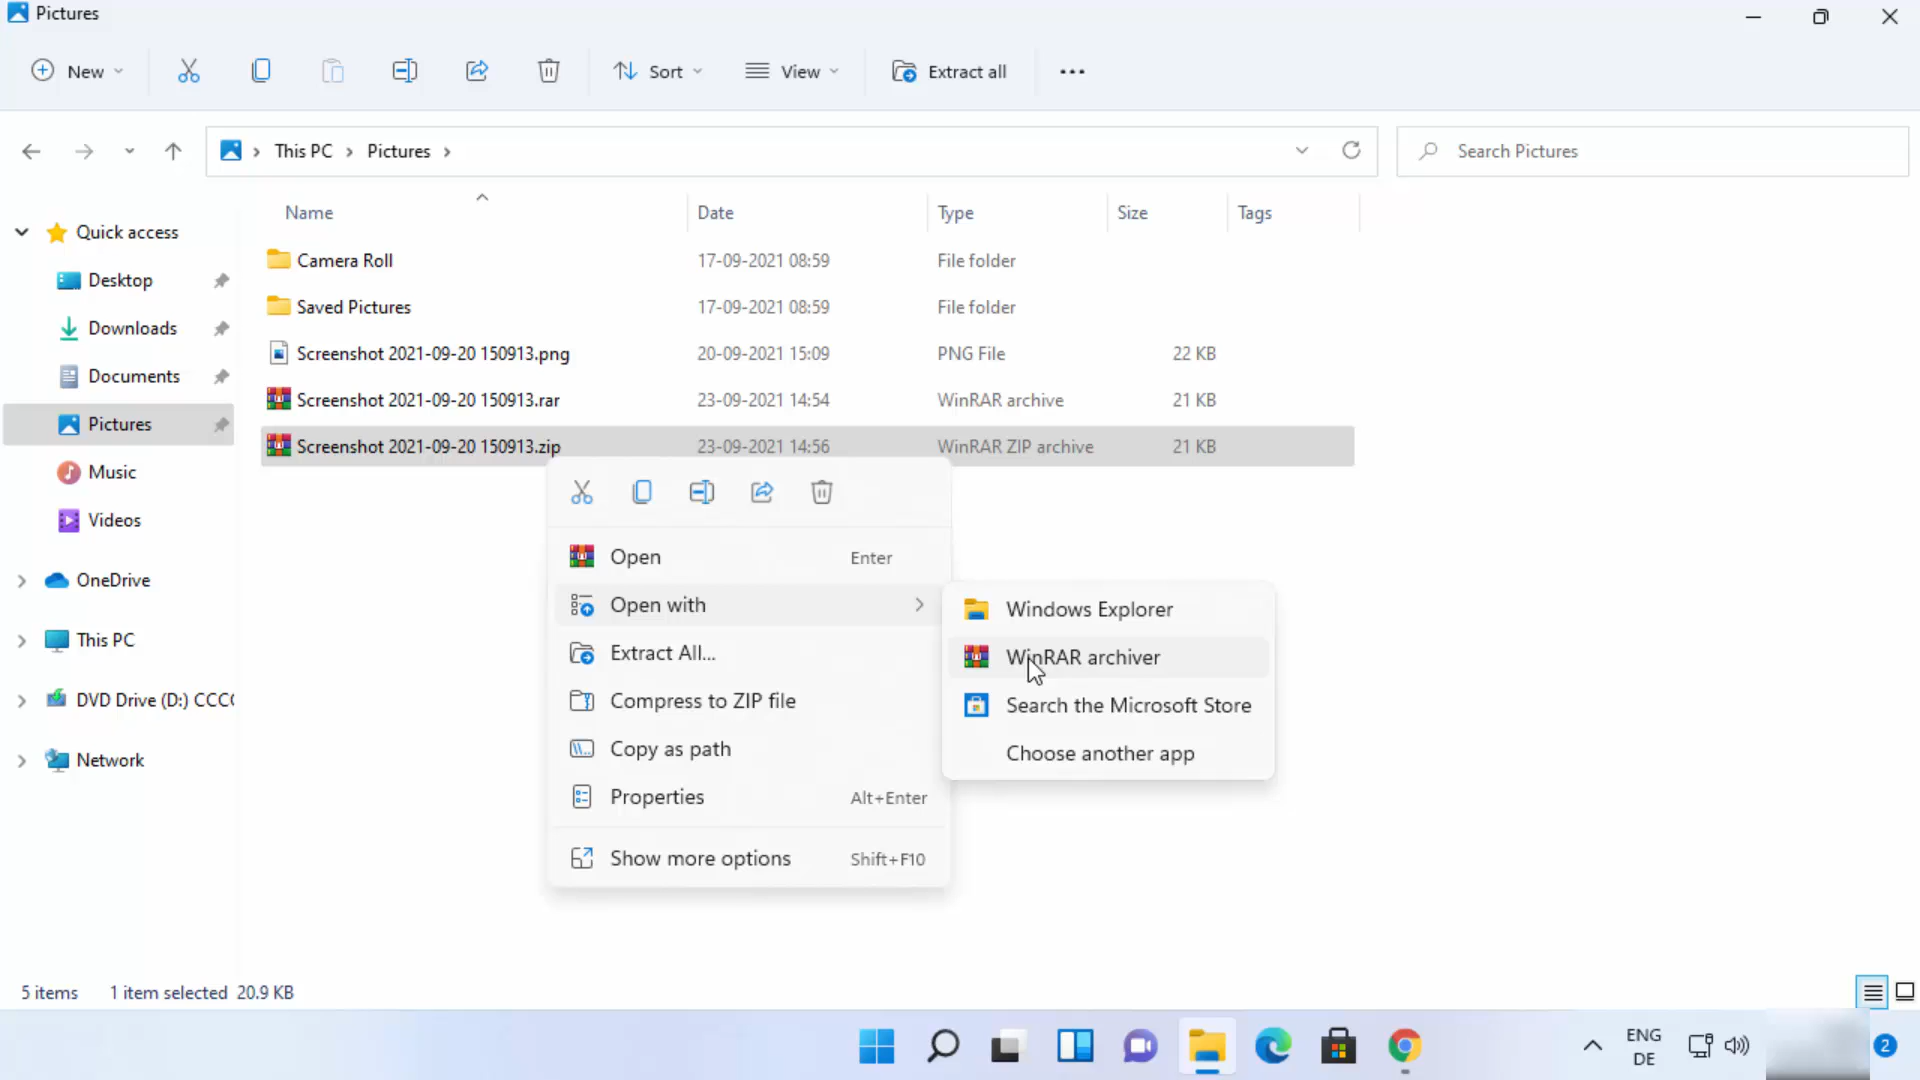 Pictures
New
Sort
View
Extract all
This PC
Pictures
Search Pictures
Name
Date
Type
Size
Tags
Quick access
Desktop
Downloads
Documents
Pictures
Music
Videos
OneDrive
This PC
DVD Drive (D:) CCC
Network
Camera Roll 17-09-2021 08:59 File folder
Saved Pictures 17-09-2021 08:59 File folder
Screenshot 2021-09-20 150913.png 20-09-2021 15:09 PNG File 22 KB
Screenshot 2021-09-20 150913.rar 23-09-2021 14:54 WinRAR archive 21 KB
Screenshot 2021-09-20 150913.zip 23-09-2021 14:56 WinRAR ZIP archive 21 KB
Open Enter
Open with
Extract All...
Compress to ZIP file
Copy as path
Properties Alt+Enter
Show more options Shift+F10
Windows Explorer
WinRAR archiver
Search the Microsoft Store
Choose another app
5 items 1 item selected 20.9 KB
ENG
DE
2